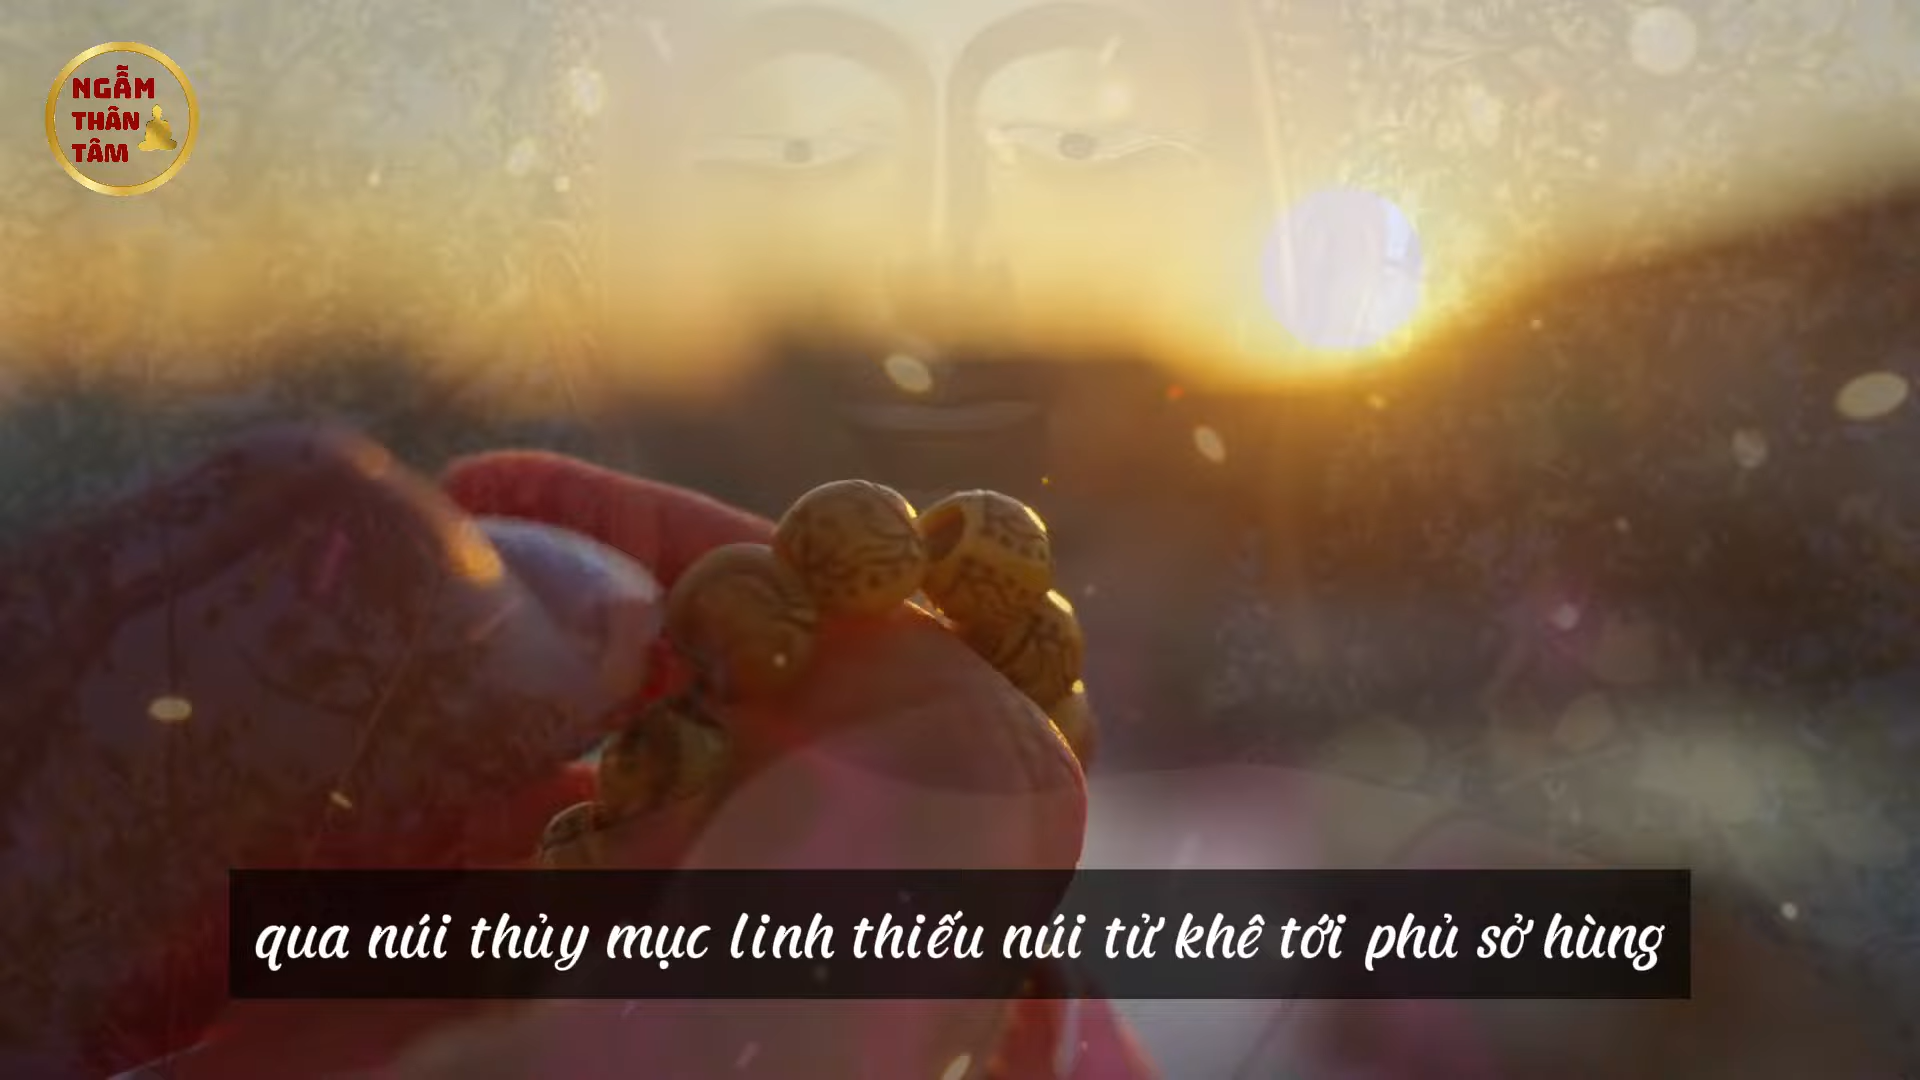 NGẪM
THÂN
TÂM
qua núi thủy mục linh thiếu núi tử khê tới phủ sở hùng